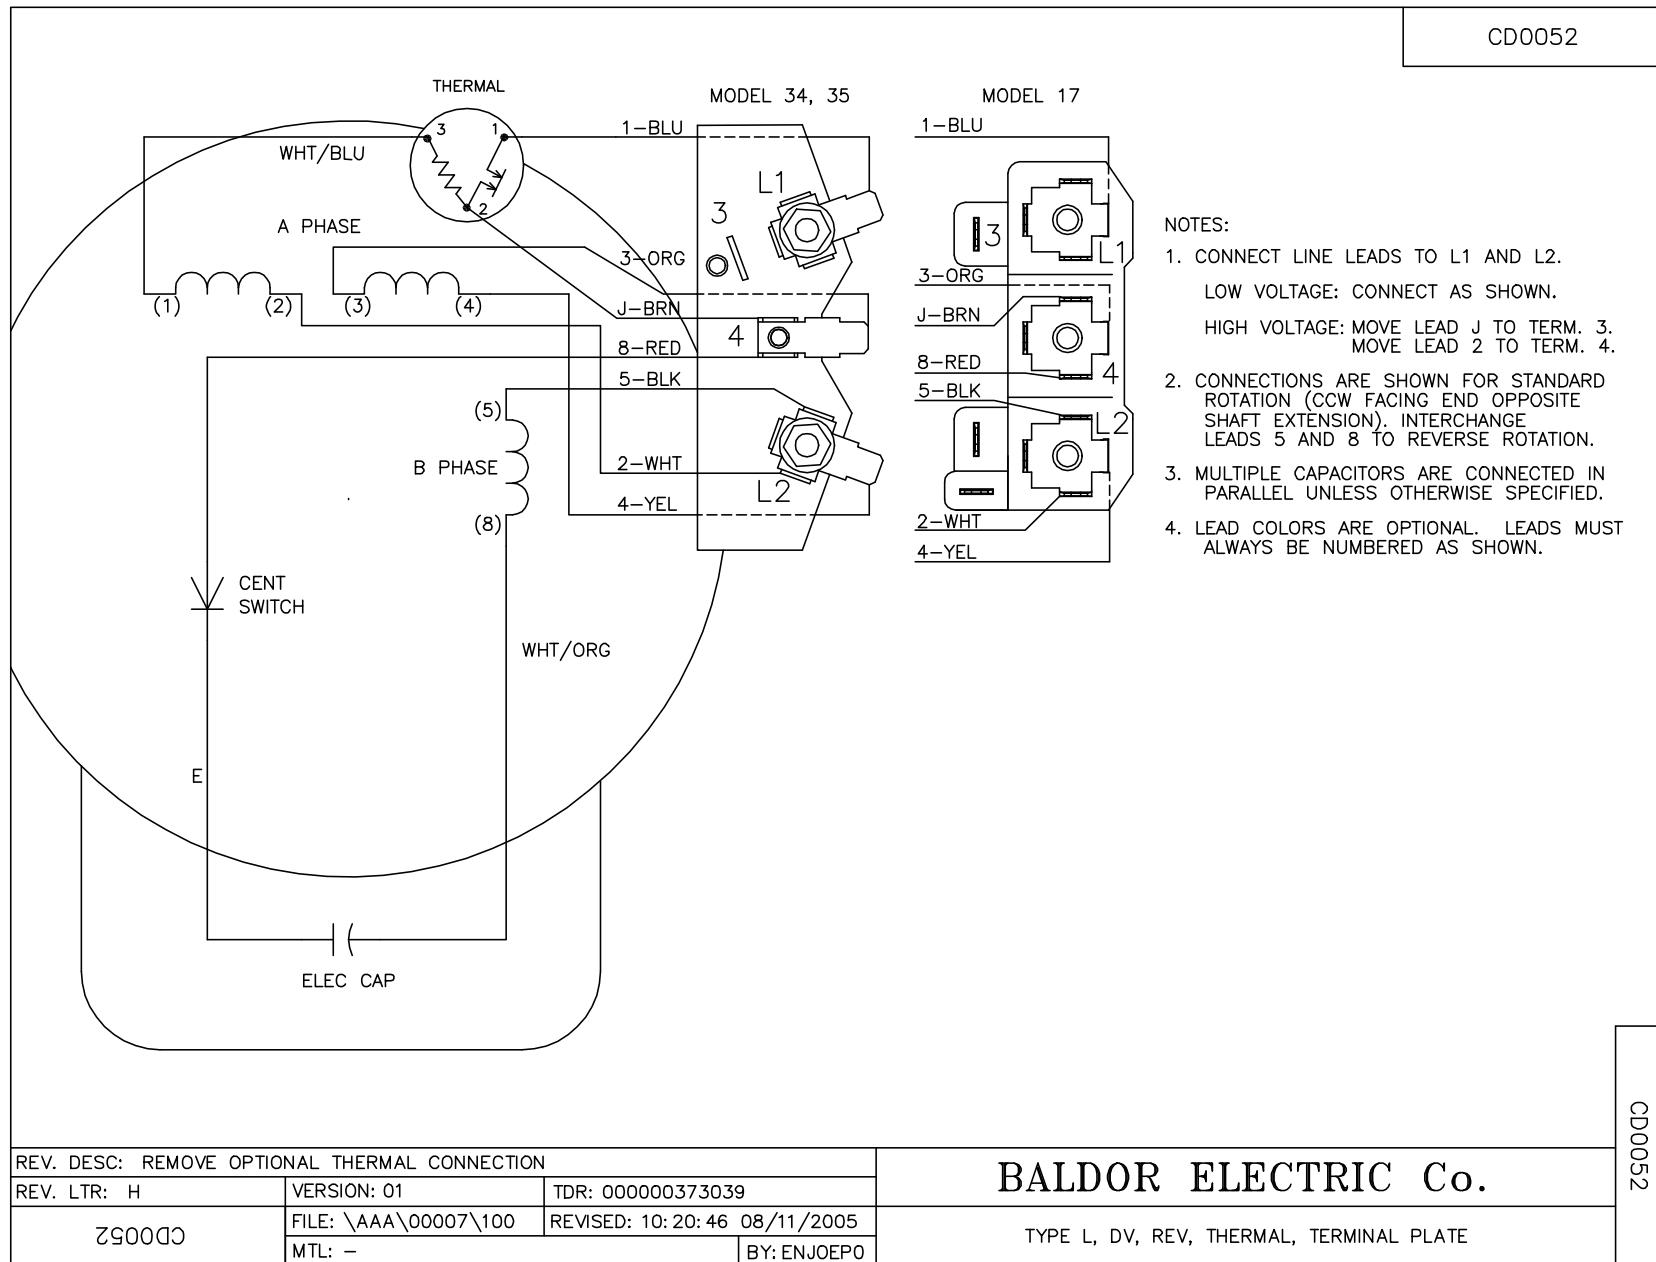 CD0052
THERMAL
MODEL 34, 35
MODEL 17
3
1
2
WHT/BLU
1-BLU
1-BLU
L1
3
A PHASE
3-ORG
(1)
(2)
(3)
(4)
J-BRN
4
8-RED
5-BLK
(5)
B PHASE
2-WHT
L2
(8)
4-YEL
3
L1
3-ORG
J-BRN
8-RED
4
5-BLK
L2
2-WHT
4-YEL
NOTES:
1. CONNECT LINE LEADS TO L1 AND L2.
LOW VOLTAGE: CONNECT AS SHOWN.
HIGH VOLTAGE: MOVE LEAD J TO TERM. 3.
MOVE LEAD 2 TO TERM. 4.
2. CONNECTIONS ARE SHOWN FOR STANDARD
ROTATION (CCW FACING END OPPOSITE
SHAFT EXTENSION). INTERCHANGE
LEADS 5 AND 8 TO REVERSE ROTATION.
3. MULTIPLE CAPACITORS ARE CONNECTED IN
PARALLEL UNLESS OTHERWISE SPECIFIED.
4. LEAD COLORS ARE OPTIONAL. LEADS MUST
ALWAYS BE NUMBERED AS SHOWN.
CENT
SWITCH
WHT/ORG
E
ELEC CAP
CD0052
REV. DESC: REMOVE OPTIONAL THERMAL CONNECTION
REV. LTR: H
VERSION: 01
TDR: 000000373039
CD0052
FILE: \AAA\00007\100
REVISED: 10:20:46 08/11/2005
MTL: -
BY: ENJOEP0
BALDOR ELECTRIC Co.
TYPE L, DV, REV, THERMAL, TERMINAL PLATE